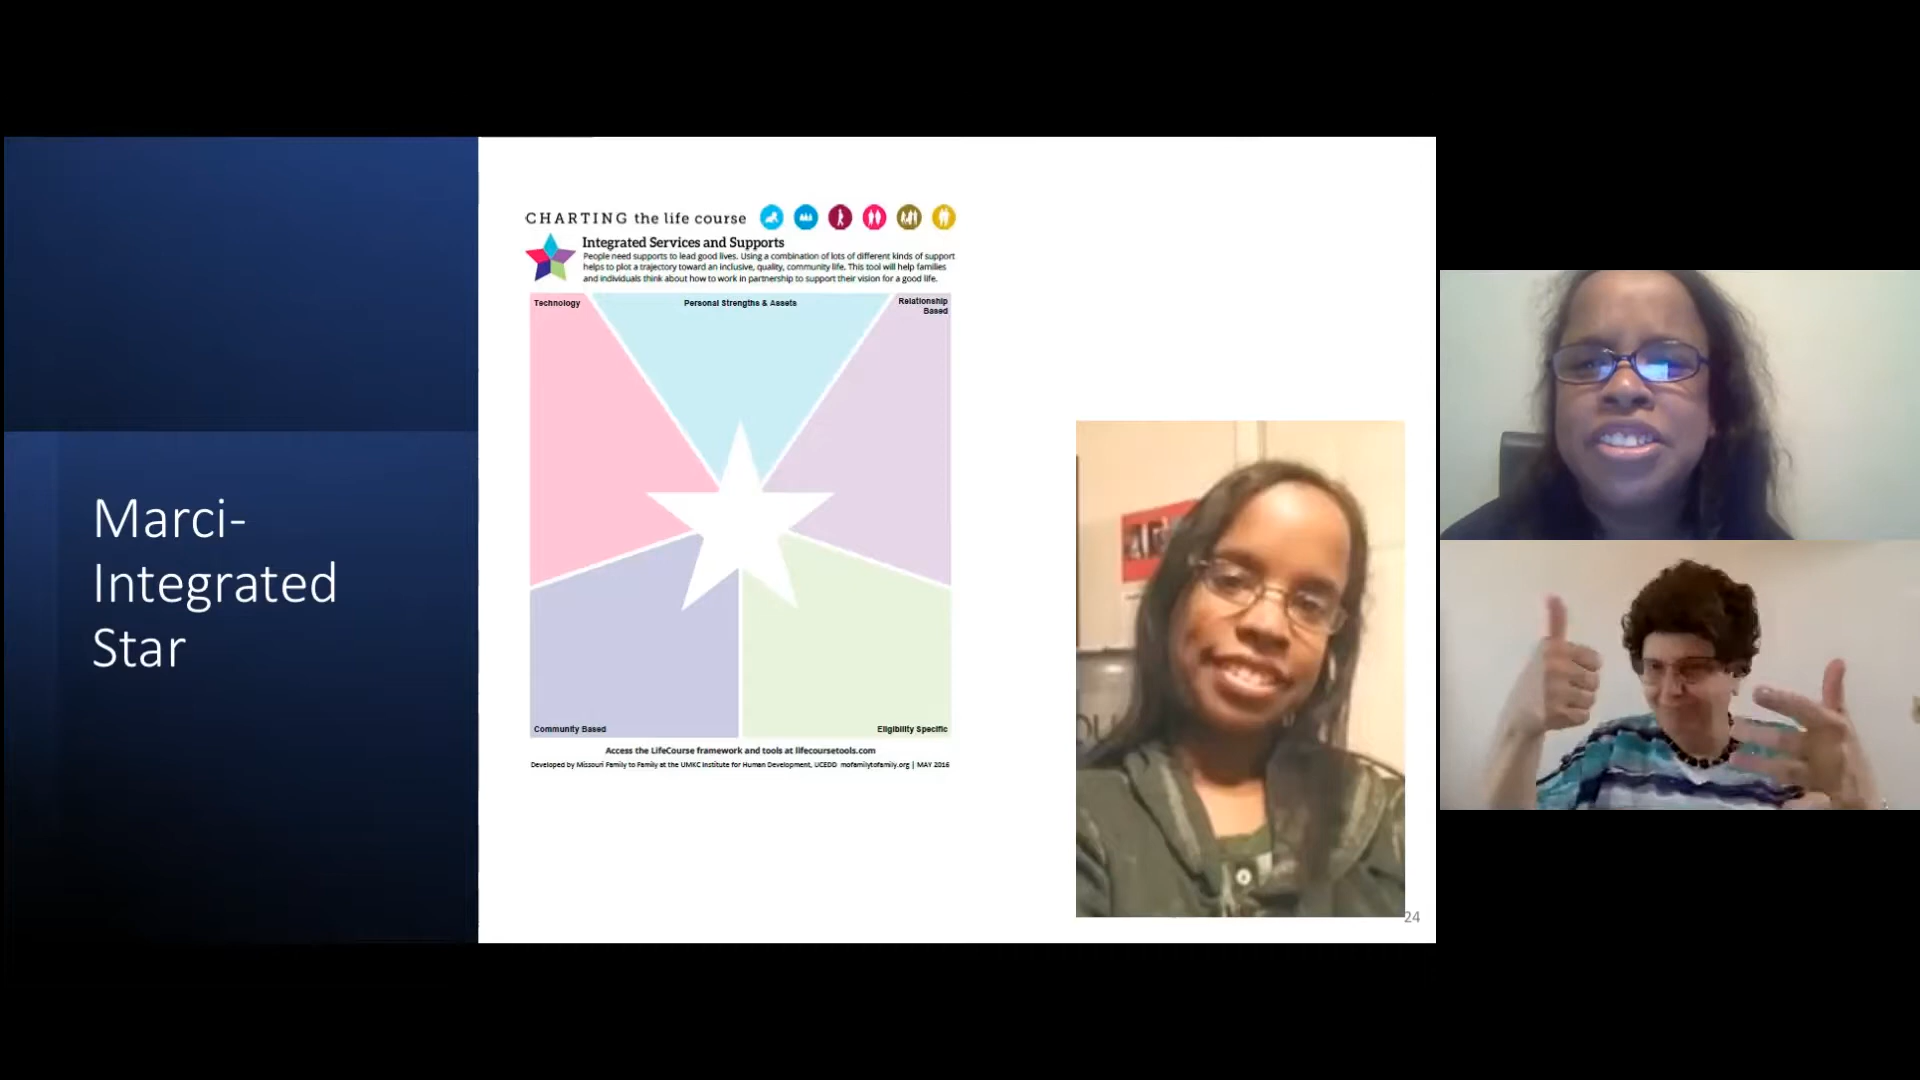 Marci-
Integrated
Star
CHARTING the life course
Integrated Services and Supports
People need supports to lead good lives. Using a combination of lots of different kinds of support
helps to plot a trajectory toward an inclusive, quality, community life. This tool will help families
and individuals think about how to work in partnership to support their vision for a good life.
Technology
Personal Strengths & Assets
Relationship
Based
Community Based
Eligibility Specific
Access the LifeCourse framework and tools at lifecoursetools.com
Developed by Missouri Family to Family at the UMKC Institute for Human Development, UCEDD mofamilytofamily.org | MAY 2016
24